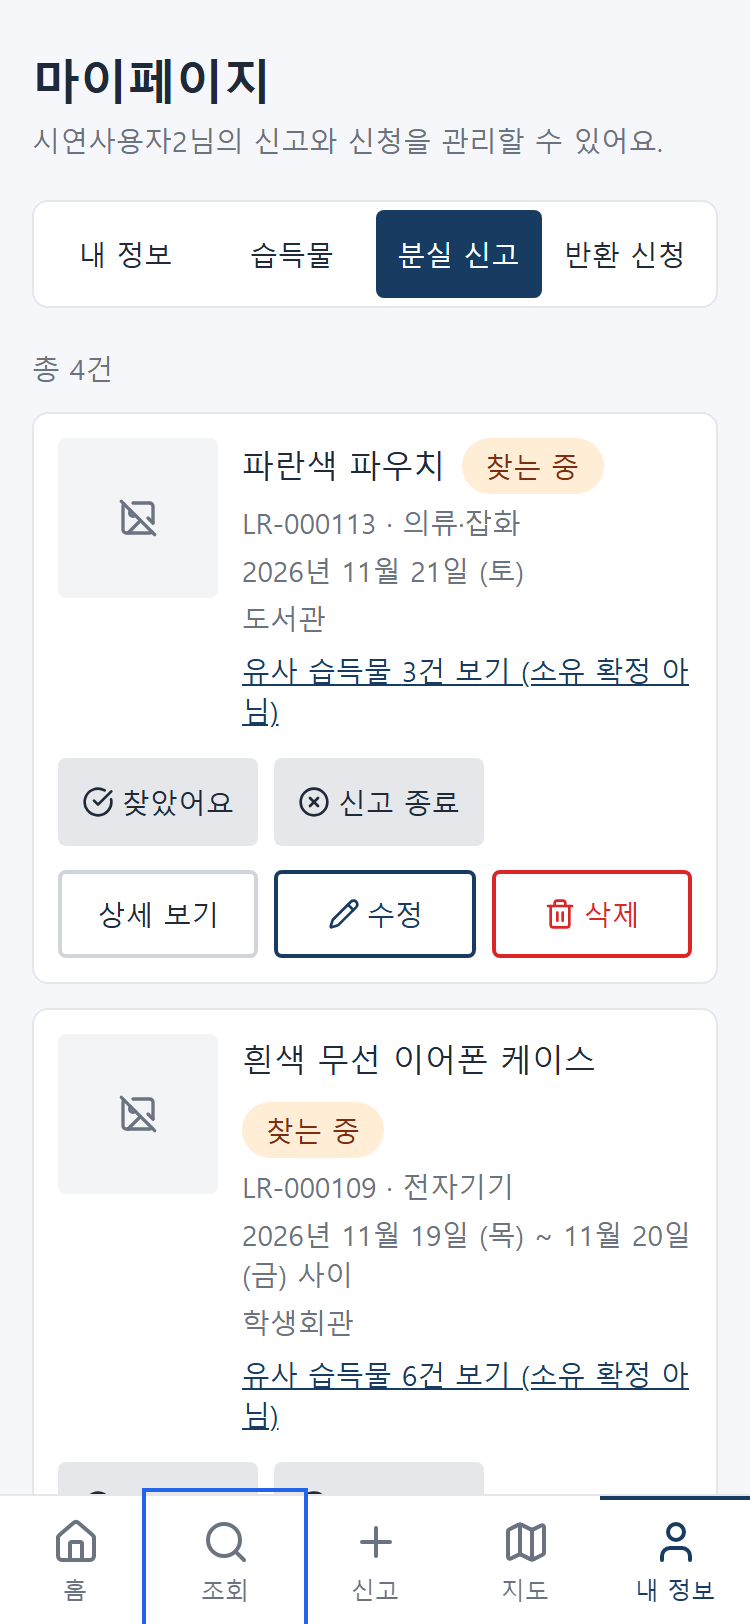 마이페이지
시연사용자2님의 신고와 신청을 관리할 수 있어요.
내 정보
습득물
분실 신고
반환 신청
총 4건
파란색 파우치
찾는 중
LR-000113 · 의류·잡화
2026년 11월 21일 (토)
도서관
유사 습득물 3건 보기 (소유 확정 아
님)
찾았어요
신고 종료
상세 보기
수정
삭제
흰색 무선 이어폰 케이스
찾는 중
LR-000109 · 전자기기
2026년 11월 19일 (목) ~ 11월 20일
(금) 사이
학생회관
유사 습득물 6건 보기 (소유 확정 아
님)
홈
조회
신고
지도
내 정보